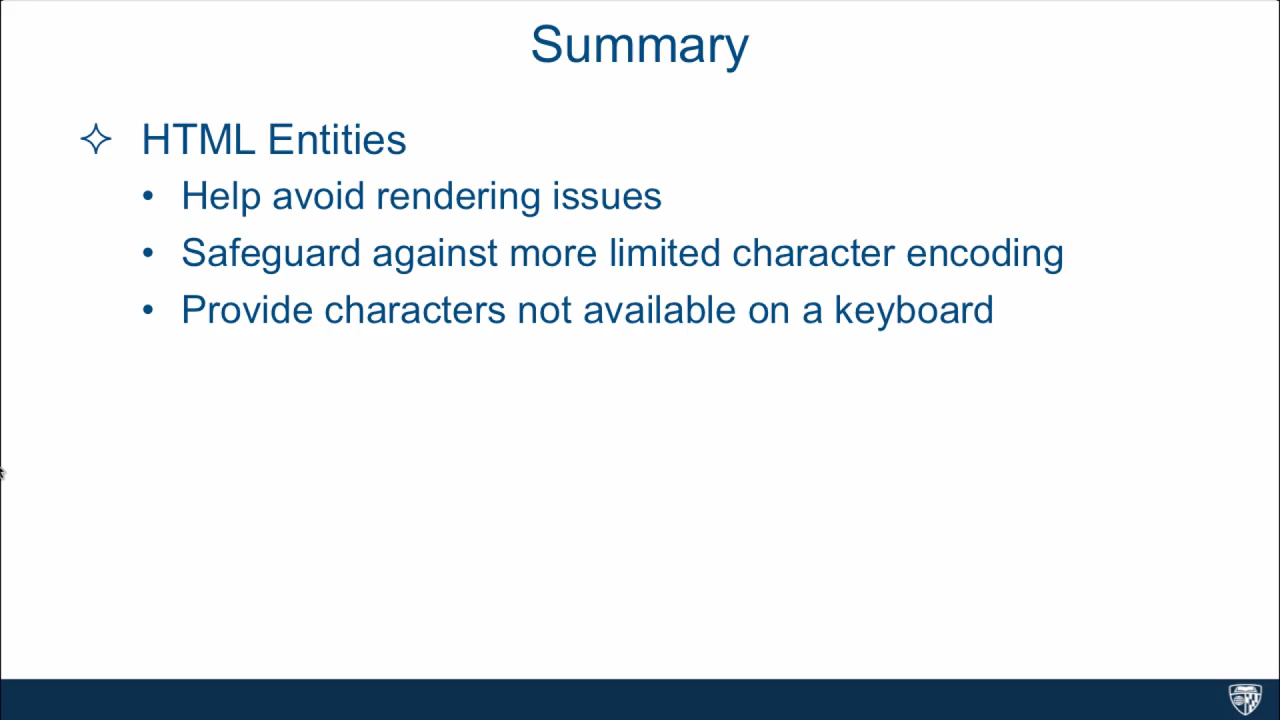 Summary
✧ HTML Entities
• Help avoid rendering issues
• Safeguard against more limited character encoding
• Provide characters not available on a keyboard